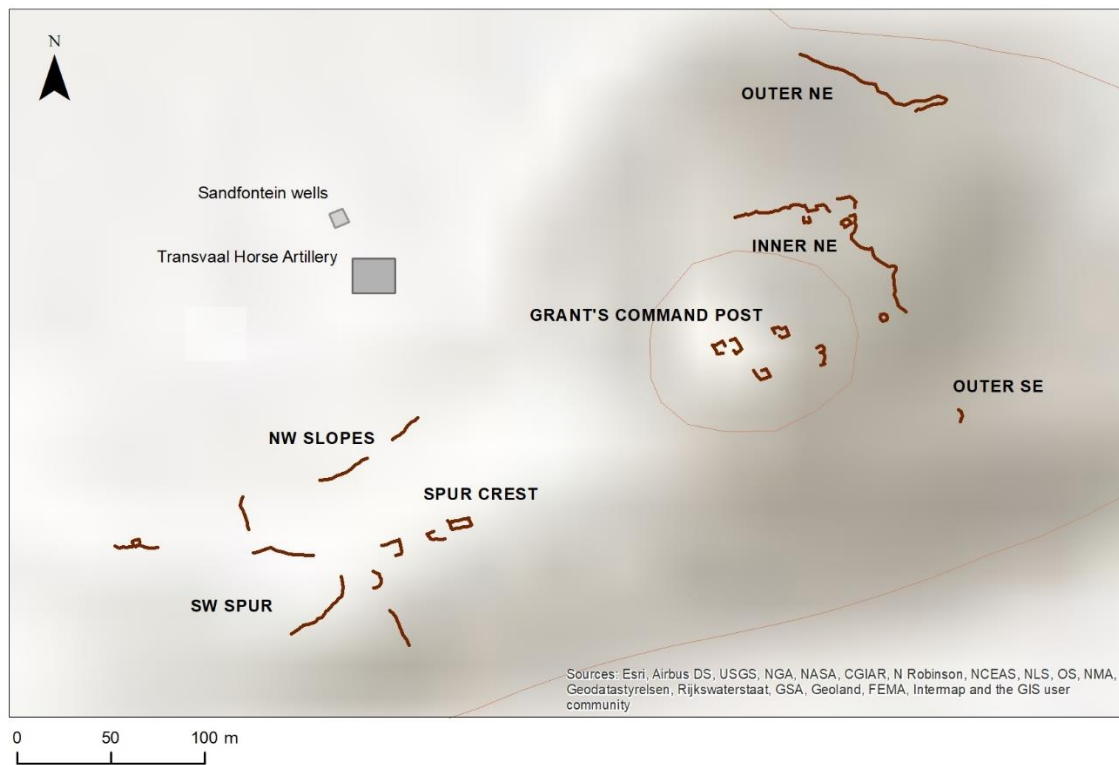 N
OUTER NE
Sandfontein wells
Transvaal Horse Artillery
INNER NE
GRANT'S COMMAND POST
OUTER SE
NW SLOPES
SPUR CREST
SW SPUR
Sources: Esri, Airbus DS, USGS, NGA, NASA, CGIAR, N Robinson, NCEAS, NLS, OS, NMA,
Geodatastyrelsen, Rijkswaterstaat, GSA, Geoland, FEMA, Intermap and the GIS user
community
0 50 100 m